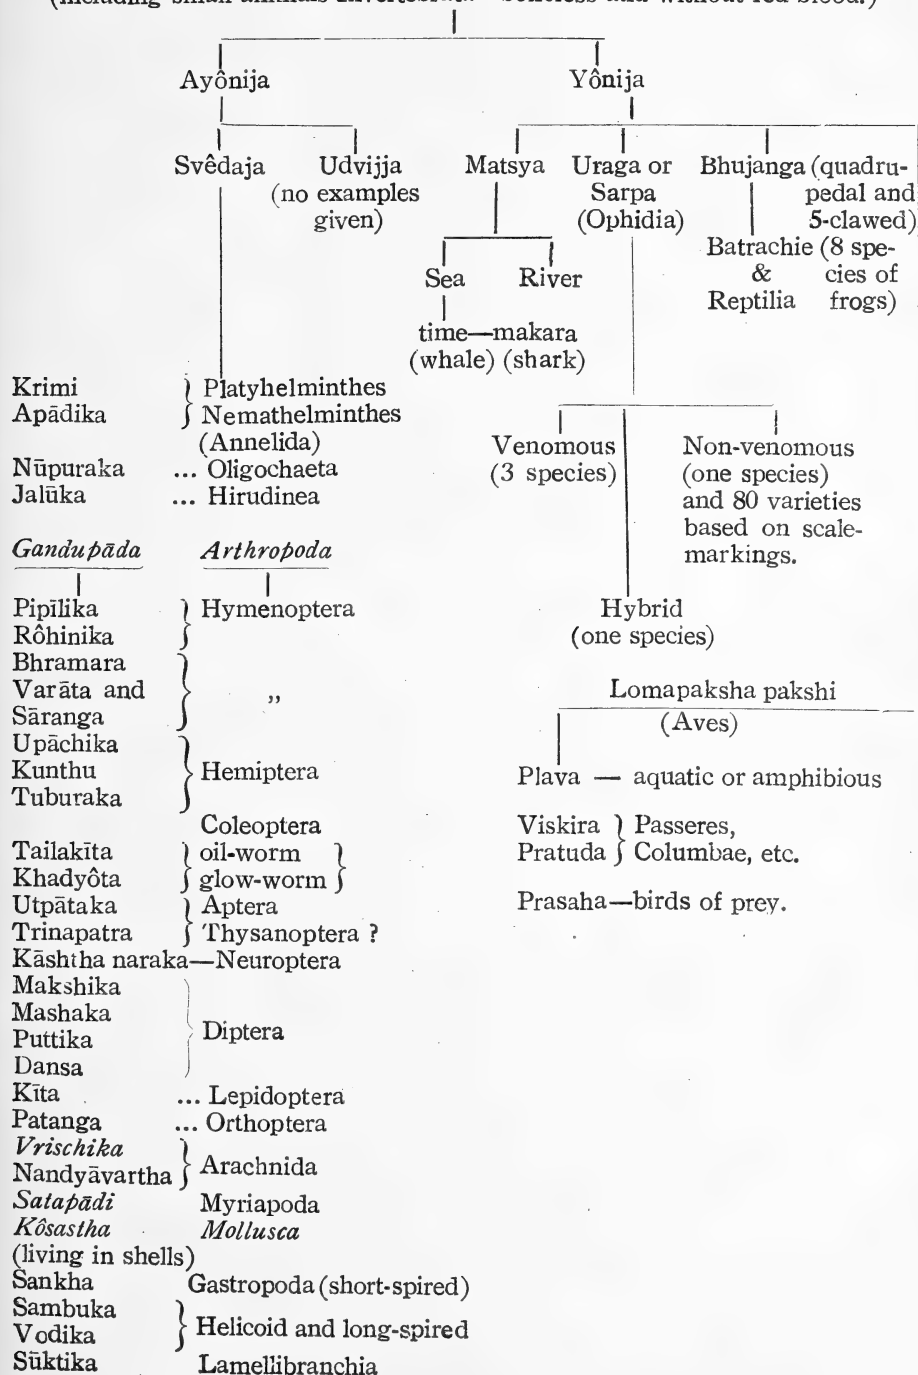 (including small animals Invertebrata—boneless and without red blood.)
Ayônija Yônija
Svêdaja Udvijja Matsya Uraga or Bhujanga (quadru-
(no examples Sarpa pedal and
given) (Ophidia) 5-clawed)
Batrachie (8 spe-
Sea River & cies of
Reptilia frogs)
time—makara
(whale) (shark)
Krimi } Platyhelminthes
Apādika } Nemathelminthes
(Annelida)
Nūpuraka ... Oligochaeta
Jalūka ... Hirudinea
Gandupāda Arthropoda
Pipīlika } Hymenoptera
Rôhinika
Bhramara
Varāta and } ,,
Sāranga
Upāchika
Kunthu } Hemiptera
Tuburaka
Coleoptera
Tailakīta } oil-worm }
Khadyôta } glow-worm }
Utpātaka } Aptera
Trinapatra } Thysanoptera ?
Kāshtha naraka—Neuroptera
Makshika
Mashaka
Puttika } Diptera
Dansa
Kīta ... Lepidoptera
Patanga ... Orthoptera
Vrischika
Nandyāvartha } Arachnida
Satapādi Myriapoda
Kôsastha Mollusca
(living in shells)
Sankha Gastropoda (short-spired)
Sambuka
Vodika } Helicoid and long-spired
Sūktika Lamellibranchia
Venomous Non-venomous
(3 species) (one species)
and 80 varieties
based on scale-
markings.
Hybrid
(one species)
Lomapaksha pakshi
(Aves)
Plava — aquatic or amphibious
Viskira } Passeres,
Pratuda } Columbae, etc.
Prasaha—birds of prey.